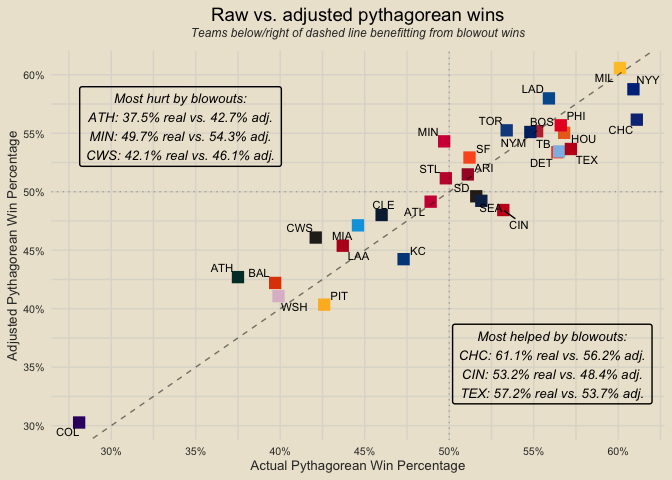 Raw vs. adjusted pythagorean wins
Teams below/right of dashed line benefitting from blowout wins
Most hurt by blowouts:
ATH: 37.5% real vs. 42.7% adj.
MIN: 49.7% real vs. 54.3% adj.
CWS: 42.1% real vs. 46.1% adj.
60%
55%
50%
45%
40%
35%
30%
Adjusted Pythagorean Win Percentage
MIL
NYY
LAD
CHC
PHI
TOR
BOS
NYM
TB
HOU
DET
TEX
MIN
SF
STL
ARI
SD
SEA
CIN
ATL
CLE
CWS
MIA
LAA
KC
ATH
BAL
WSH
PIT
COL
Most helped by blowouts:
CHC: 61.1% real vs. 56.2% adj.
CIN: 53.2% real vs. 48.4% adj.
TEX: 57.2% real vs. 53.7% adj.
30%
35%
40%
45%
50%
55%
60%
Actual Pythagorean Win Percentage